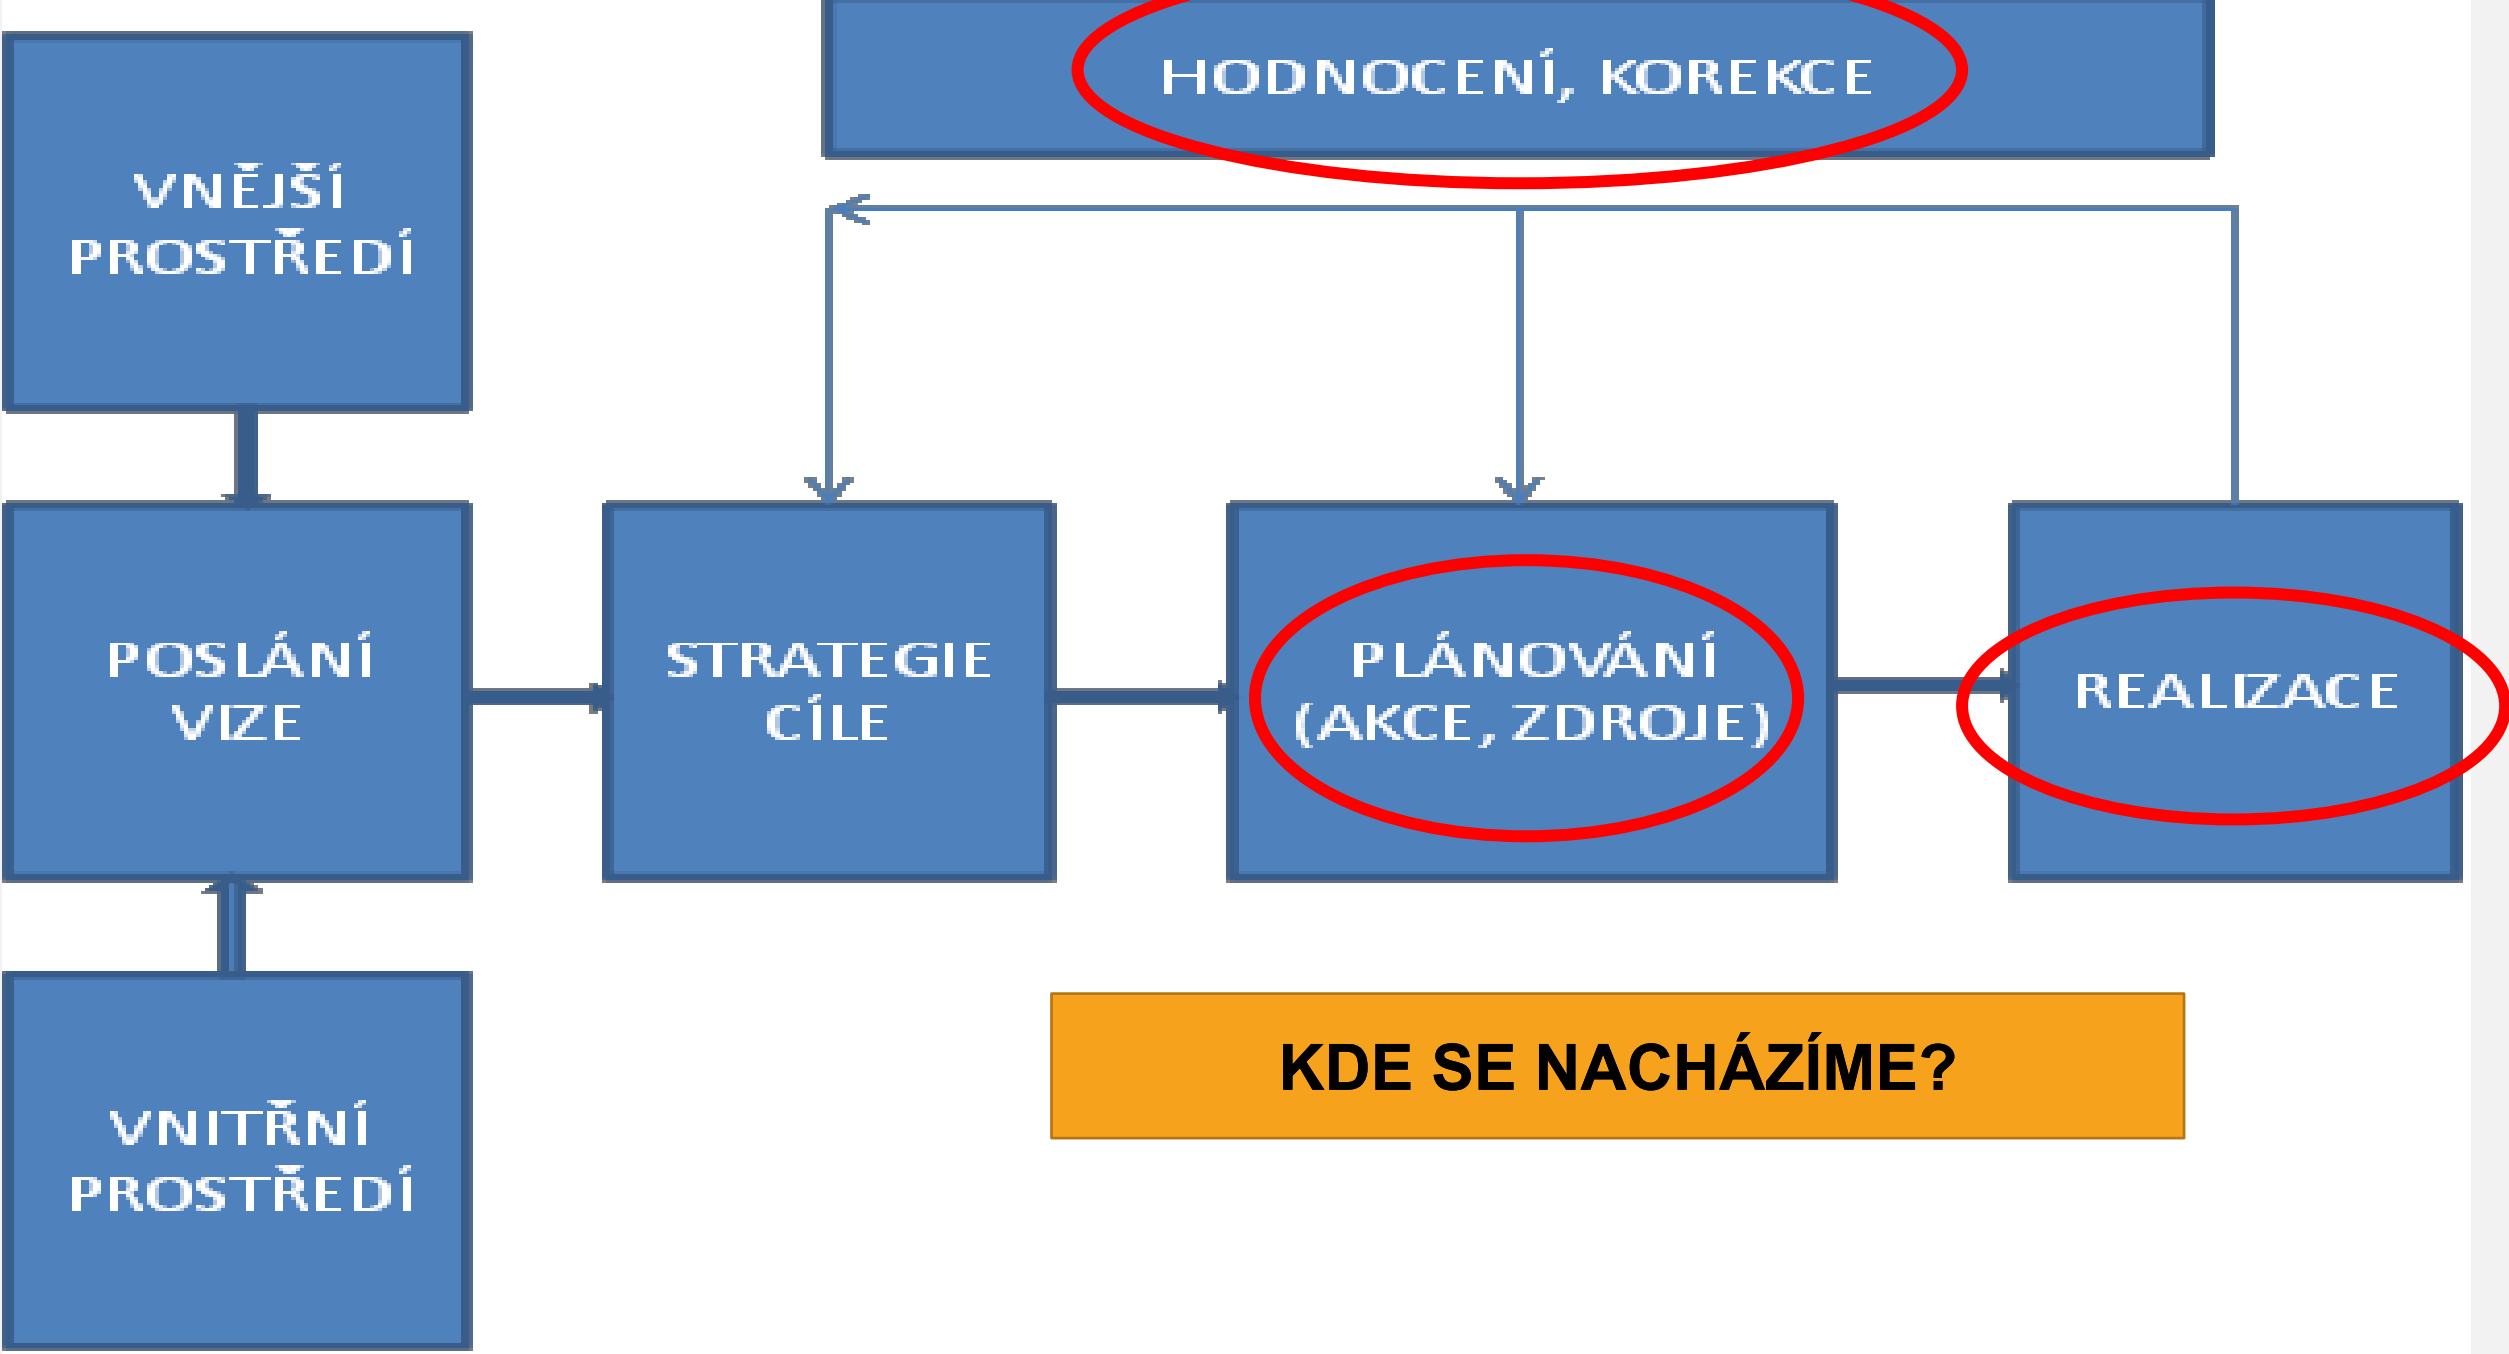 HODNOCENÍ, KOREKCE
VNĚJŠÍ
PROSTŘEDÍ
POSLÁNÍ
VIZE
STRATEGIE
CÍLE
PLÁNOVÁNÍ
(AKCE, ZDROJE)
REALIZACE
KDE SE NACHÁZÍME?
VNITŘNÍ
PROSTŘEDÍ